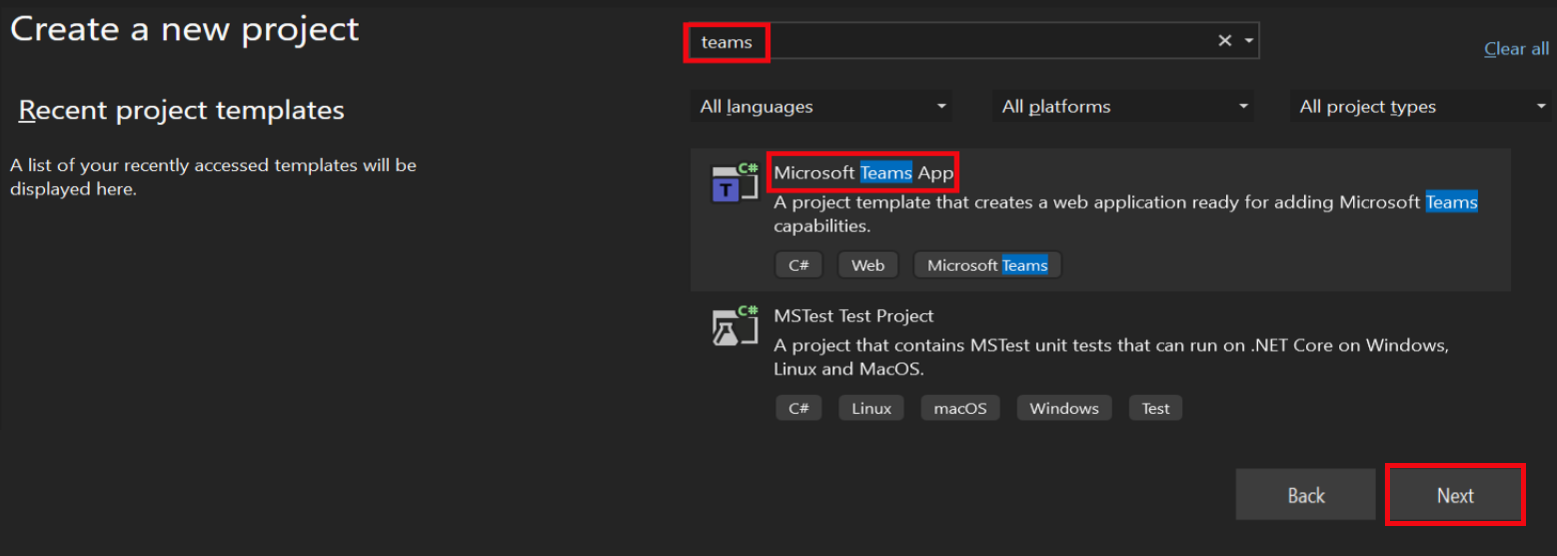 Create a new project
Recent project templates
A list of your recently accessed templates will be
displayed here.
teams
Clear all
All languages
All platforms
All project types
C#
T
Microsoft Teams App
A project template that creates a web application ready for adding Microsoft Teams
capabilities.
C# Web Microsoft Teams
C#
MSTest Test Project
A project that contains MSTest unit tests that can run on .NET Core on Windows,
Linux and MacOS.
C# Linux macOS Windows Test
Back Next